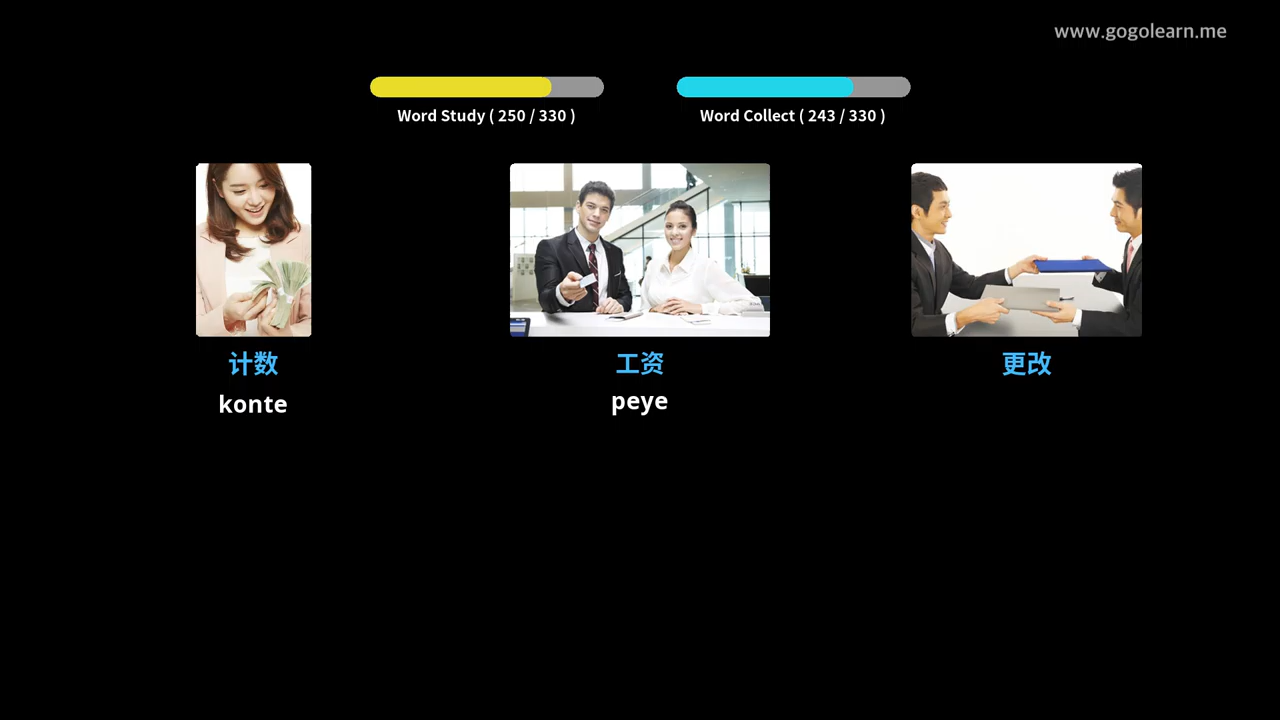 www.gogolearn.me
Word Study ( 250 / 330 )
Word Collect ( 243 / 330 )
计数
工资
更改
konte
peye